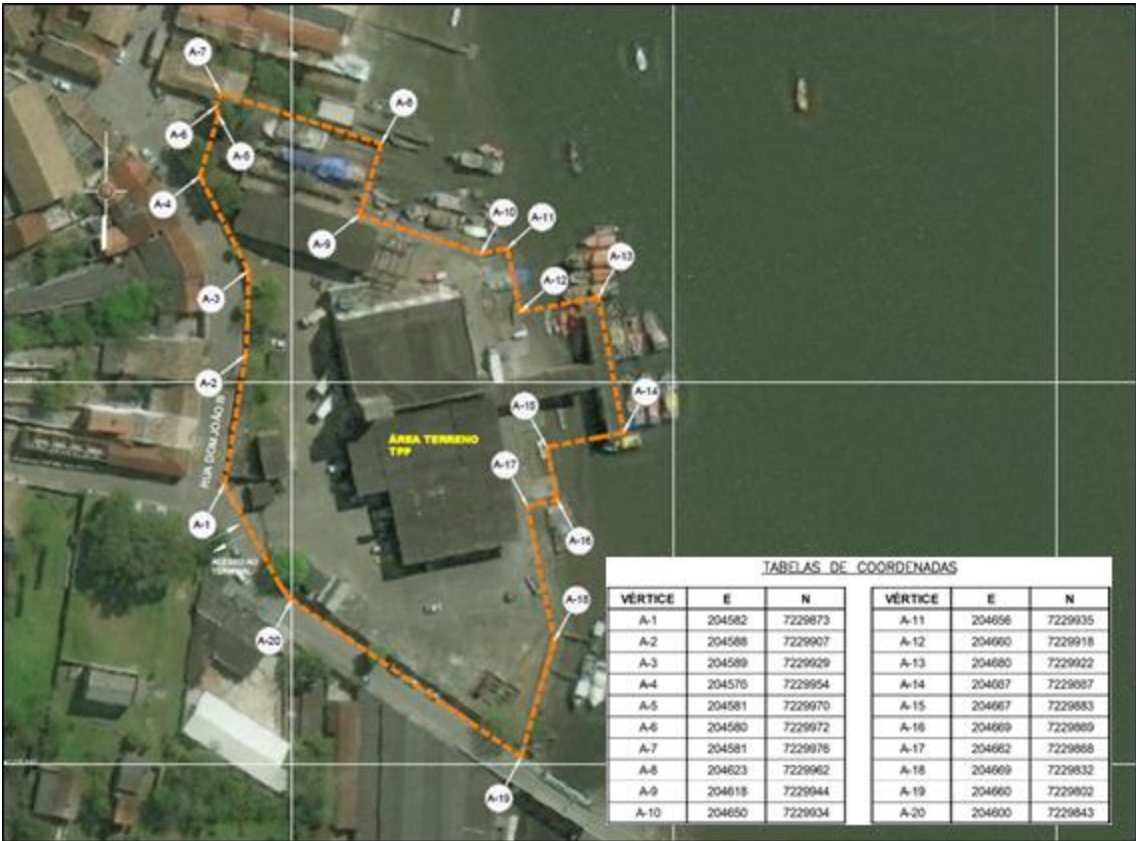 A-7
A-8
A-6
A-5
A-4
A-10
A-11
A-9
A-13
A-12
A-3
A-2
A-14
A-15
RUA DOM JOÃO III
ÁREA TERRENO
TPP
A-17
A-1
A-16
ACESSO AO
TERMINAL
A-18
A-20
A-19
TABELAS DE COORDENADAS
VÉRTICE E N VÉRTICE E N
A-1 204582 7229873 A-11 204656 7229935
A-2 204588 7229907 A-12 204660 7229918
A-3 204589 7229929 A-13 204680 7229922
A-4 204576 7229954 A-14 204687 7229887
A-5 204581 7229970 A-15 204667 7229883
A-6 204580 7229972 A-16 204669 7229869
A-7 204581 7229976 A-17 204662 7229868
A-8 204623 7229962 A-18 204669 7229832
A-9 204618 7229944 A-19 204660 7229802
A-10 204650 7229934 A-20 204600 7229843